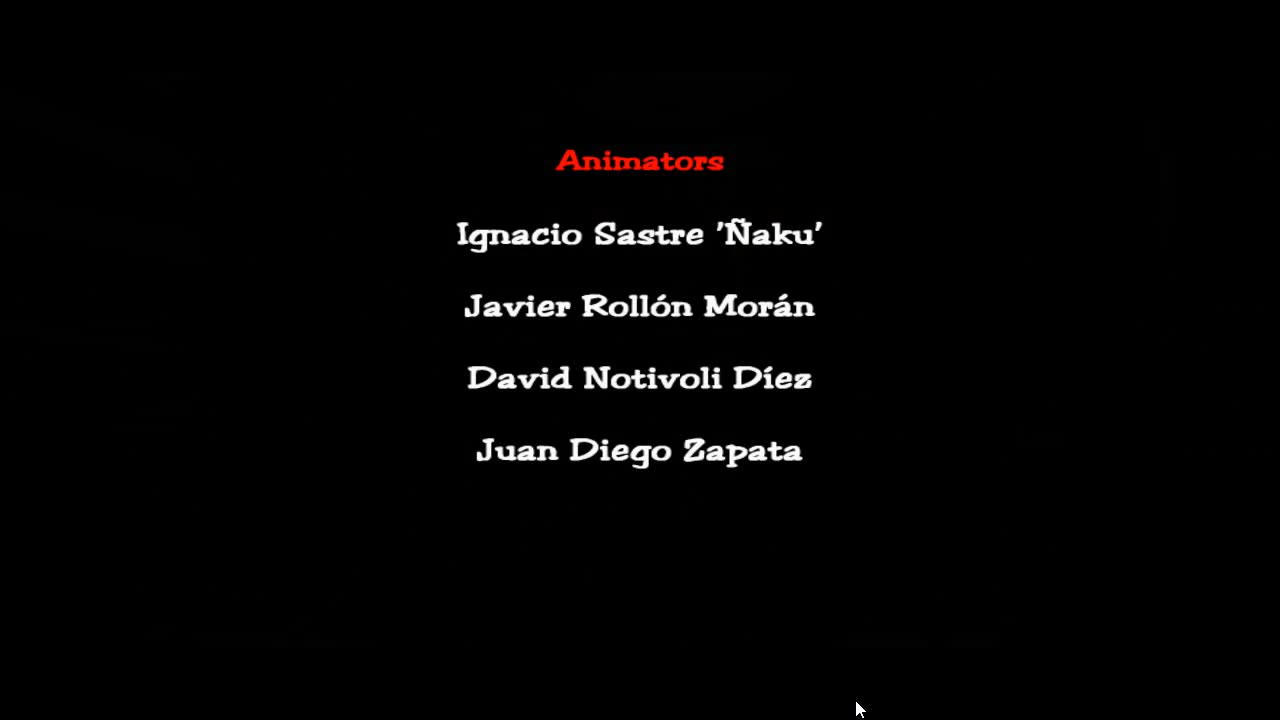 Animators
Ignacio Sastre 'Ñaku'
Javier Rollón Morán
David Notivoli Díez
Juan Diego Zapata